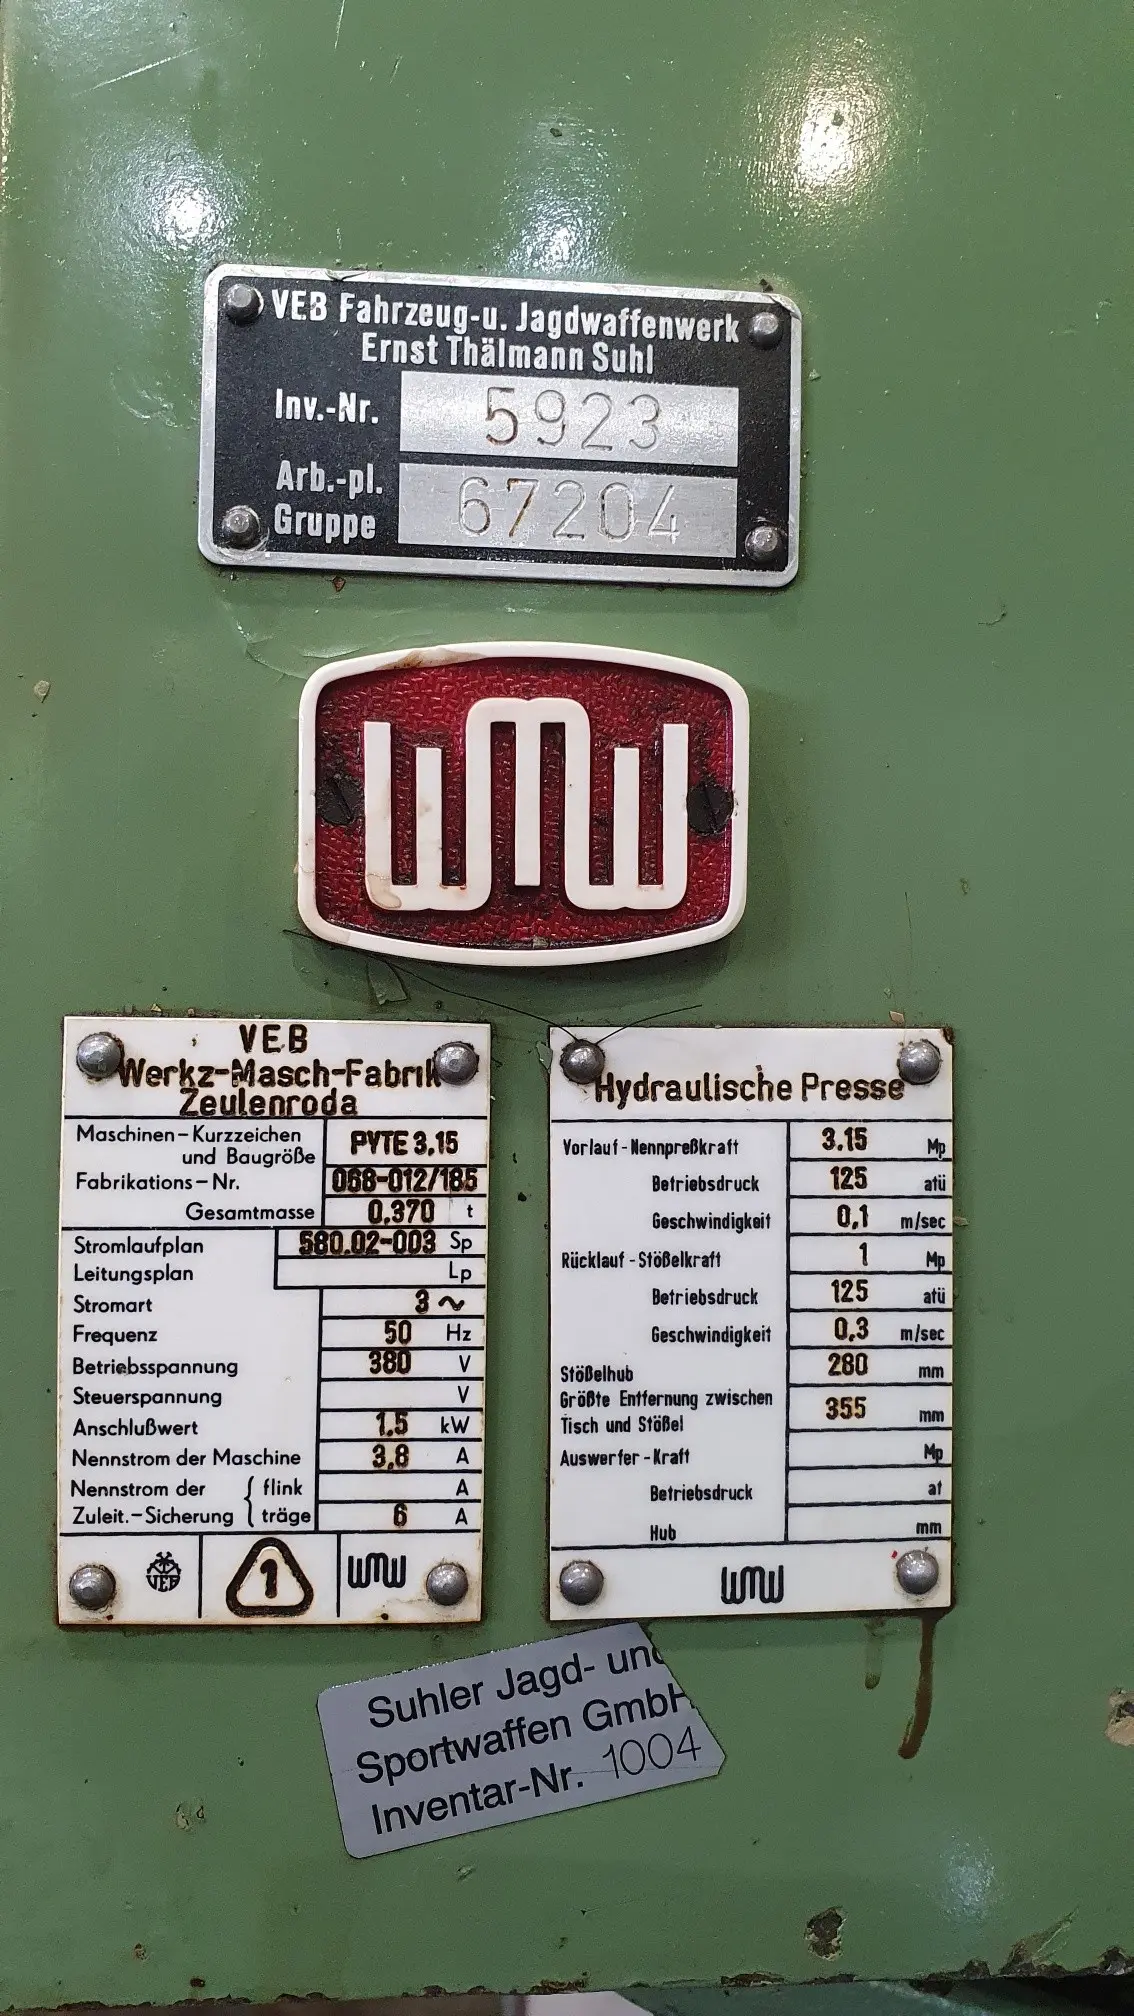 VEB Fahrzeug-u. Jagdwaffenwerk
Ernst Thälmann Suhl
Inv.-Nr. 5923
Arb.-pl.
Gruppe 67204
WMW
VEB
Werkz-Masch-Fabrik
Zeulenroda
Maschinen-Kurzzeichen
und Baugröße PYTE 3,15
Fabrikations-Nr. 068-012/185
Gesamtmasse 0,370 t
Stromlaufplan 580.02-003 Sp
Leitungsplan Lp
Stromart 3 ~
Frequenz 50 Hz
Betriebsspannung 380 V
Steuerspannung V
Anschlußwert 1,5 kW
Nennstrom der Maschine 3,8 A
Nennstrom der { flink A
Zuleit.-Sicherung { träge 6 A
VEB 1 WMW
Hydraulische Presse
Vorlauf-Nennpreßkraft 3.15 Mp
Betriebsdruck 125 atü
Geschwindigkeit 0,1 m/sec
Rücklauf-Stößelkraft 1 Mp
Betriebsdruck 125 atü
Geschwindigkeit 0,3 m/sec
Stößelhub 280 mm
Größte Entfernung zwischen
Tisch und Stößel 355 mm
Auswerfer-Kraft Mp
Betriebsdruck at
Hub mm
WMW
Suhler Jagd- und
Sportwaffen GmbH
Inventar-Nr. 1004